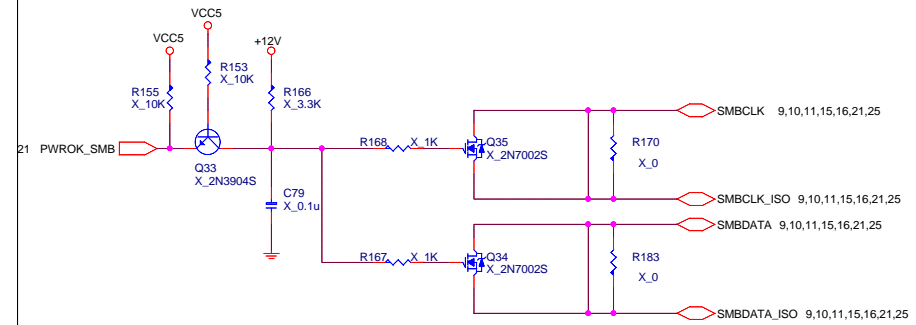 VCC5
VCC5
+12V
R153
X_10K
R155
X_10K
R166
X_3.3K
SMBCLK 9,10,11,15,16,21,25
R168
X_1K
Q35
X_2N7002S
R170
X_0
21 PWROK_SMB
Q33
X_2N3904S
C79
X_0.1u
SMBCLK_ISO 9,10,11,15,16,21,25
SMBDATA 9,10,11,15,16,21,25
R167
X_1K
Q34
X_2N7002S
R183
X_0
SMBDATA_ISO 9,10,11,15,16,21,25